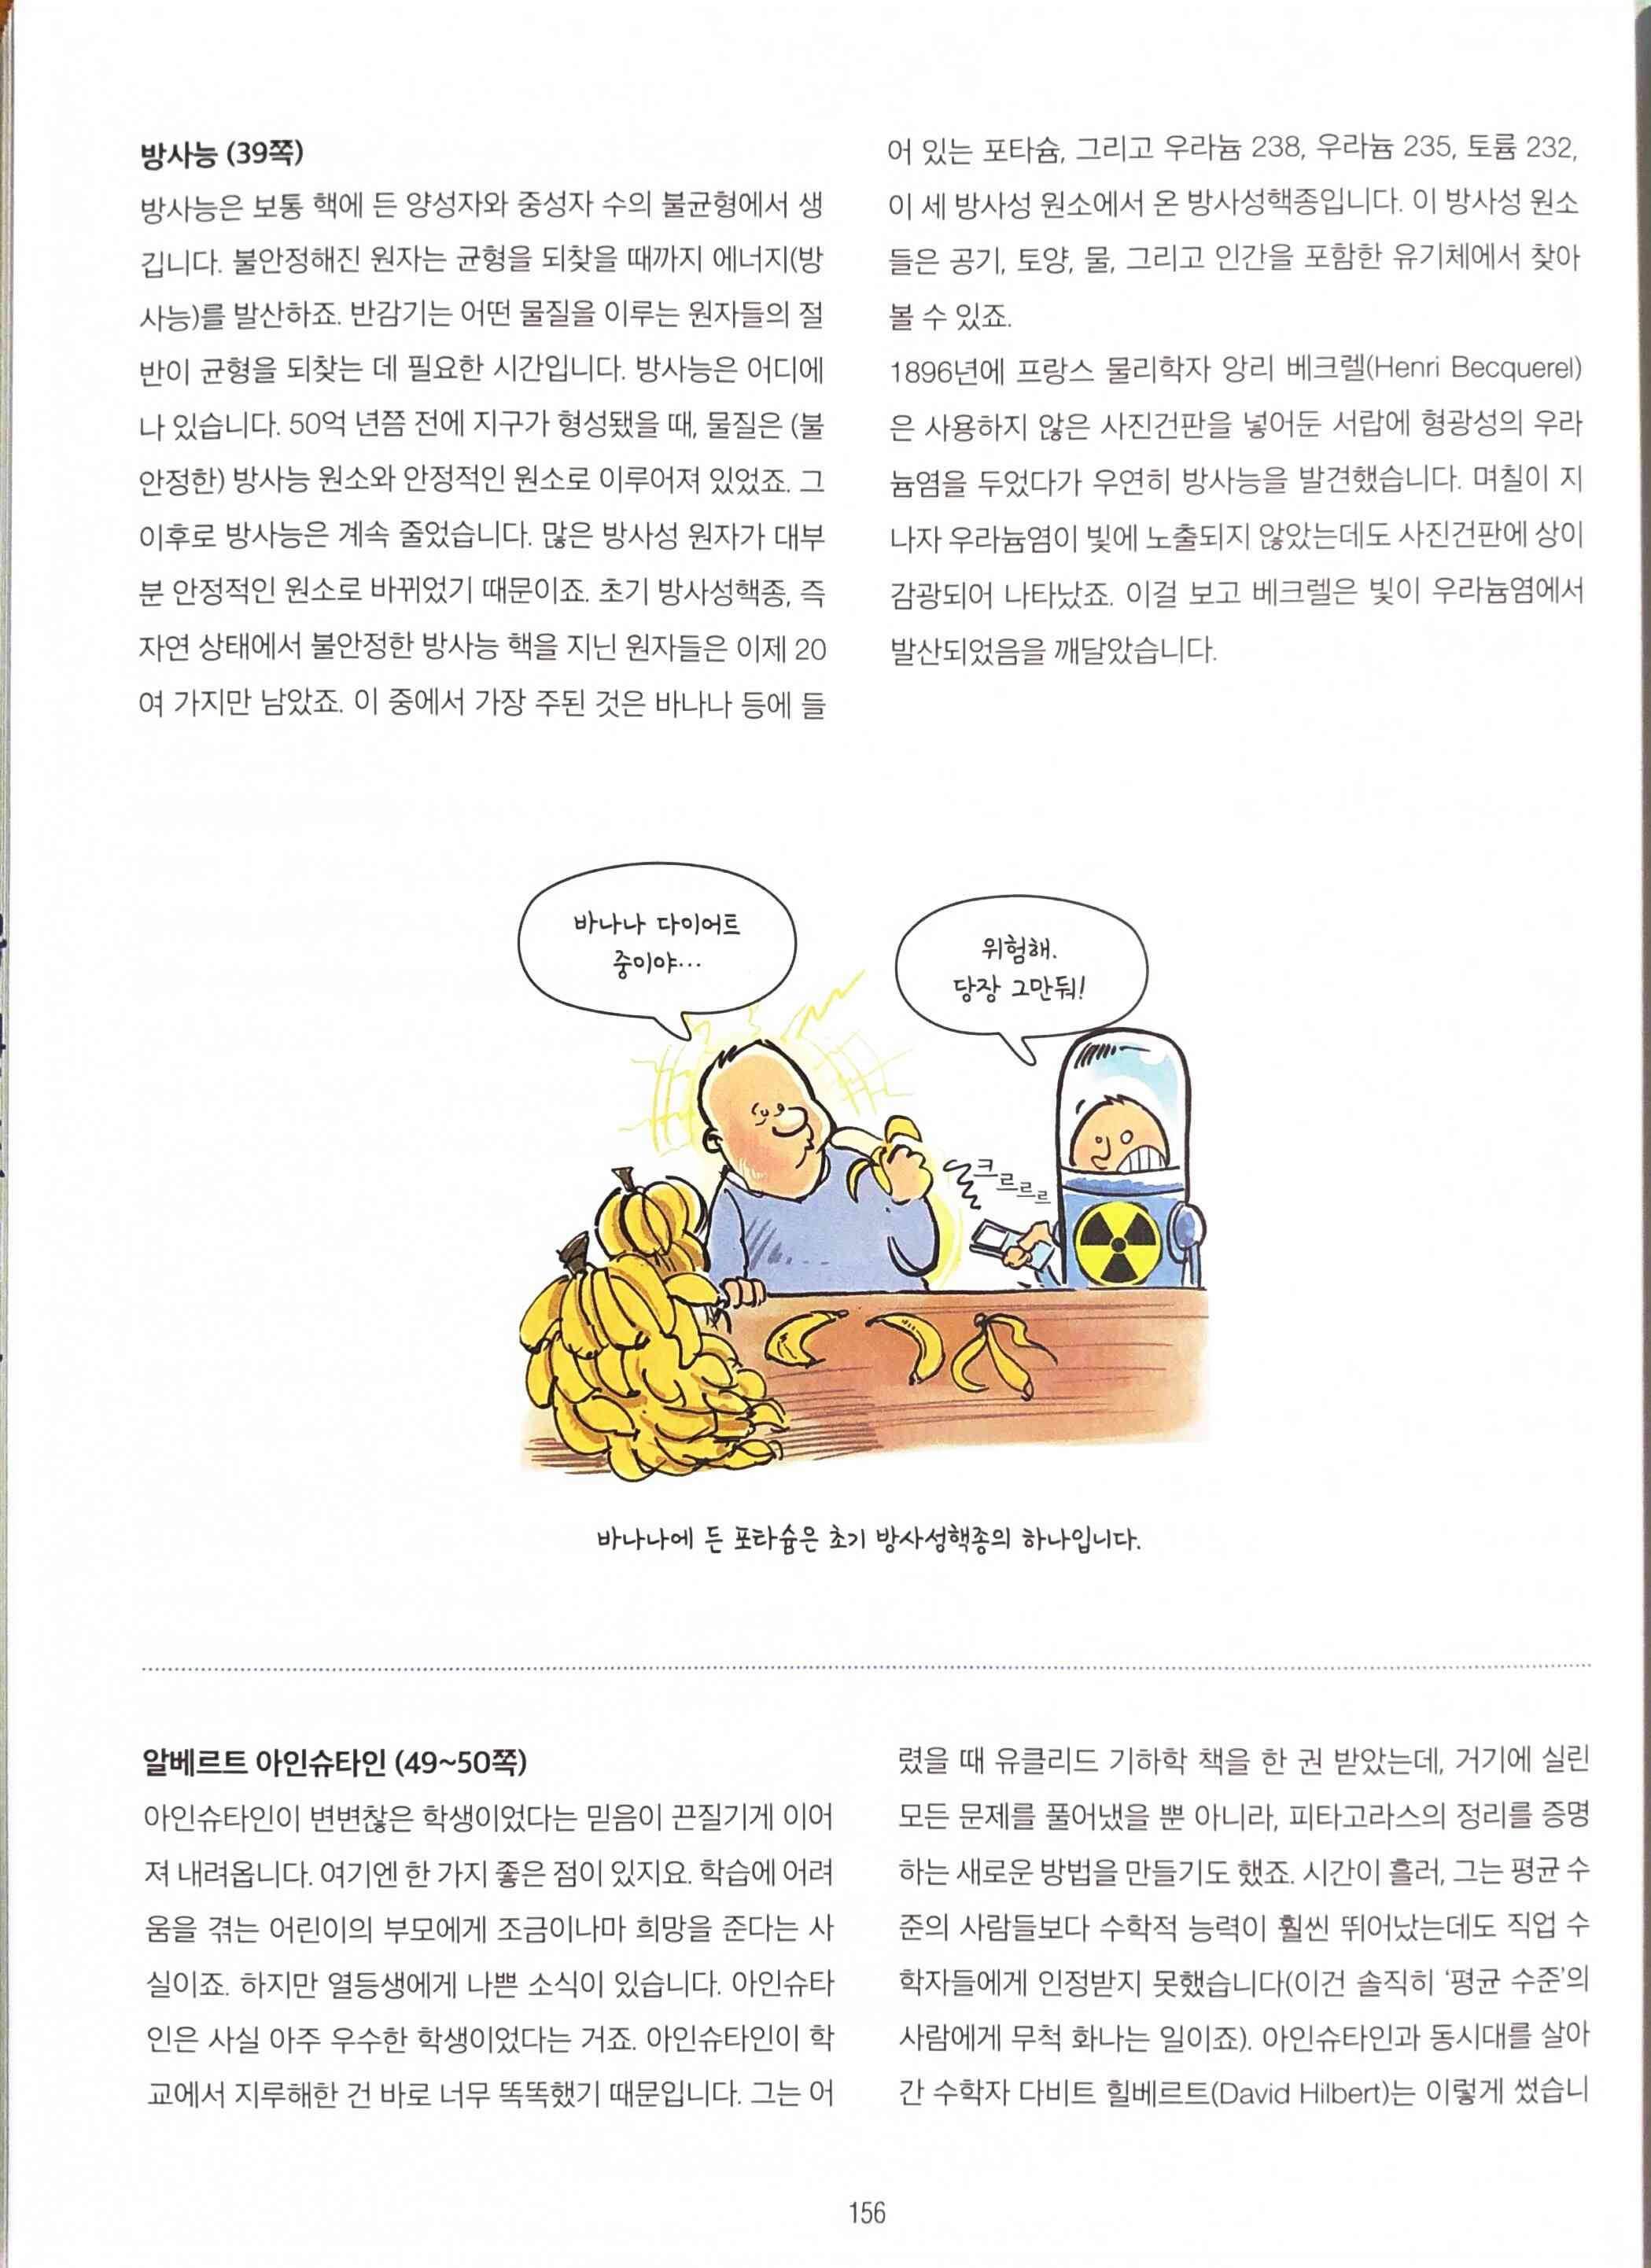 방사능 (39쪽)
방사능은 보통 핵에 든 양성자와 중성자 수의 불균형에서 생
깁니다. 불안정해진 원자는 균형을 되찾을 때까지 에너지(방
사능)를 발산하죠. 반감기는 어떤 물질을 이루는 원자들의 절
반이 균형을 되찾는 데 필요한 시간입니다. 방사능은 어디에
나 있습니다. 50억 년쯤 전에 지구가 형성됐을 때, 물질은 (불
안정한) 방사능 원소와 안정적인 원소로 이루어져 있었죠. 그
이후로 방사능은 계속 줄었습니다. 많은 방사성 원자가 대부
분 안정적인 원소로 바뀌었기 때문이죠. 초기 방사성핵종, 즉
자연 상태에서 불안정한 방사능 핵을 지닌 원자들은 이제 20
여 가지만 남았죠. 이 중에서 가장 주된 것은 바나나 등에 들
어 있는 포타슘, 그리고 우라늄 238, 우라늄 235, 토륨 232,
이 세 방사성 원소에서 온 방사성핵종입니다. 이 방사성 원소
들은 공기, 토양, 물, 그리고 인간을 포함한 유기체에서 찾아
볼 수 있죠.
1896년에 프랑스 물리학자 앙리 베크렐(Henri Becquerel)
은 사용하지 않은 사진건판을 넣어둔 서랍에 형광성의 우라
늄염을 두었다가 우연히 방사능을 발견했습니다. 며칠이 지
나자 우라늄염이 빛에 노출되지 않았는데도 사진건판에 상이
감광되어 나타났죠. 이걸 보고 베크렐은 빛이 우라늄염에서
발산되었음을 깨달았습니다.
바나나 다이어트
중이야…
위험해.
당장 그만둬!
크르르르
바나나에 든 포타슘은 초기 방사성핵종의 하나입니다.
알베르트 아인슈타인 (49~50쪽)
아인슈타인이 변변찮은 학생이었다는 믿음이 끈질기게 이어
져 내려옵니다. 여기엔 한 가지 좋은 점이 있지요. 학습에 어려
움을 겪는 어린이의 부모에게 조금이나마 희망을 준다는 사
실이죠. 하지만 열등생에게 나쁜 소식이 있습니다. 아인슈타
인은 사실 아주 우수한 학생이었다는 거죠. 아인슈타인이 학
교에서 지루해한 건 바로 너무 똑똑했기 때문입니다. 그는 어
렸을 때 유클리드 기하학 책을 한 권 받았는데, 거기에 실린
모든 문제를 풀어냈을 뿐 아니라, 피타고라스의 정리를 증명
하는 새로운 방법을 만들기도 했죠. 시간이 흘러, 그는 평균 수
준의 사람들보다 수학적 능력이 훨씬 뛰어났는데도 직업 수
학자들에게 인정받지 못했습니다(이건 솔직히 ‘평균 수준’의
사람에게 무척 화나는 일이죠). 아인슈타인과 동시대를 살아
간 수학자 다비트 힐베르트(David Hilbert)는 이렇게 썼습니
156